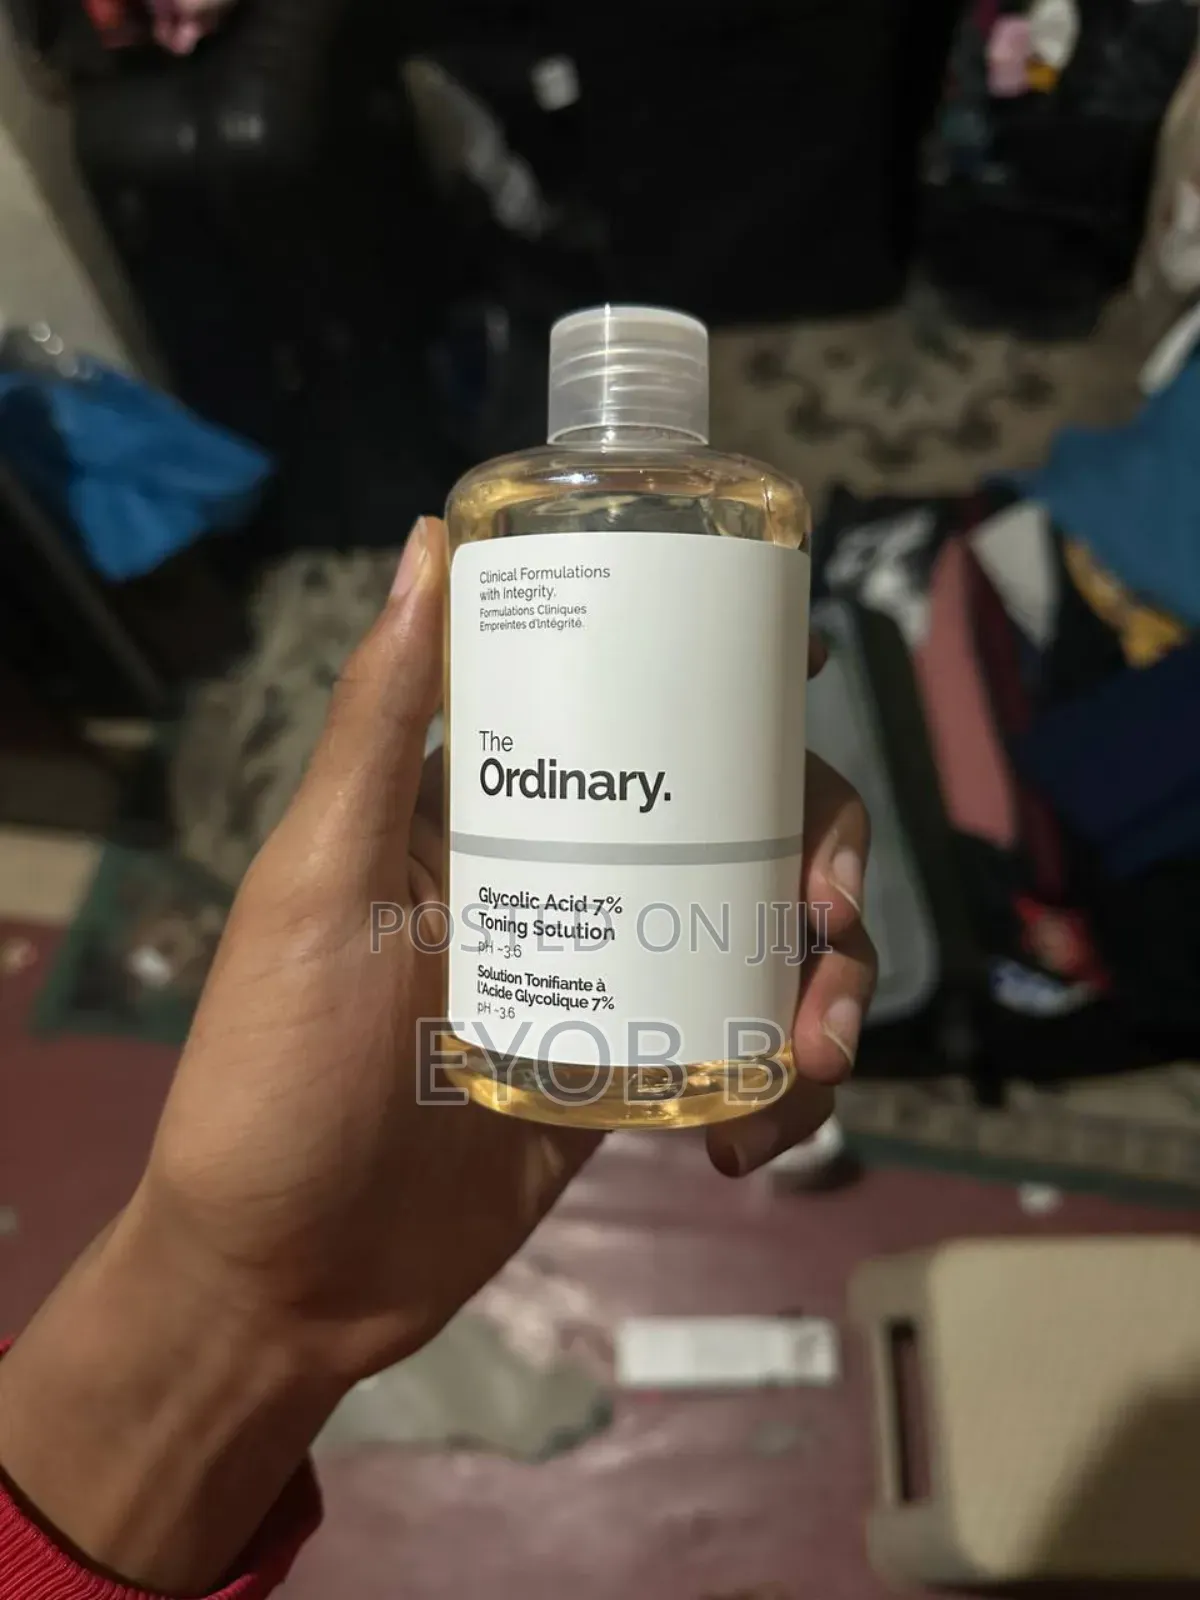 Clinical Formulations
with Integrity.
Formulations Cliniques
Empreintes d'Intégrité.
The
Ordinary.
Glycolic Acid 7%
Toning Solution
pH ~3.6
Solution Tonifiante à
l'Acide Glycolique 7%
pH ~3.6
POSTED ON JIJI
EYOB B